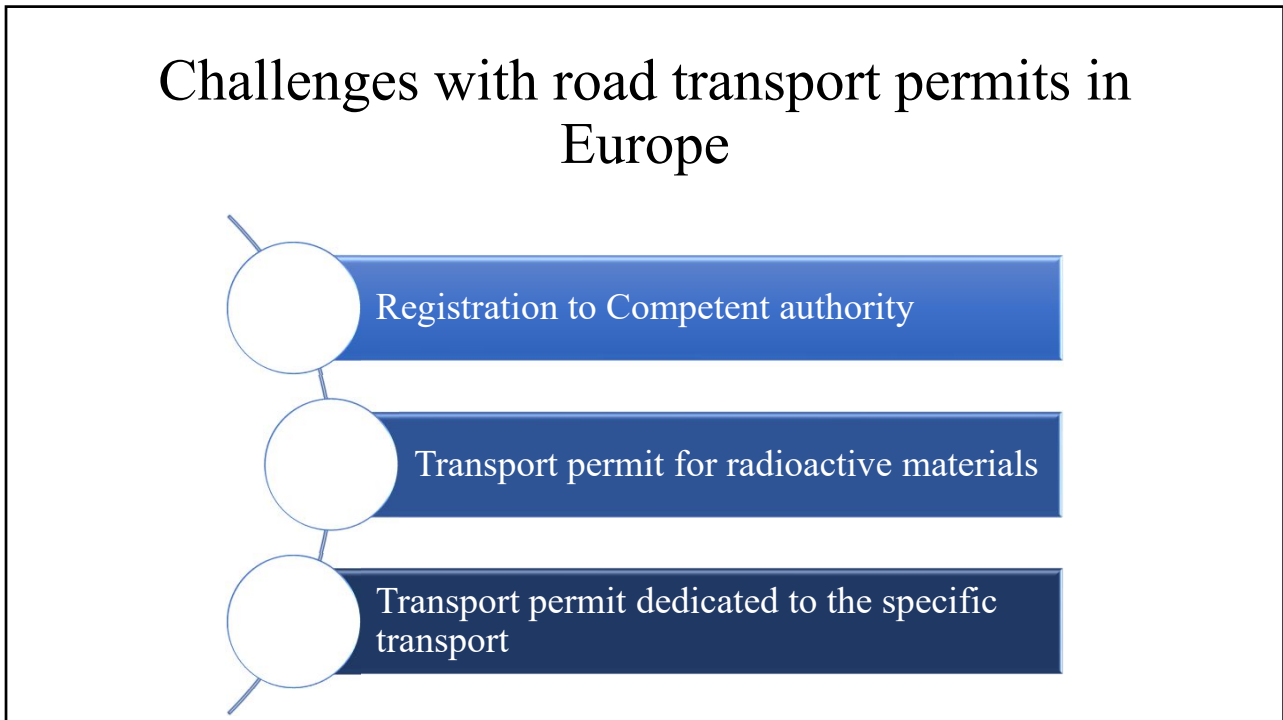 Challenges with road transport permits in
Europe
Registration to Competent authority
Transport permit for radioactive materials
Transport permit dedicated to the specific
transport